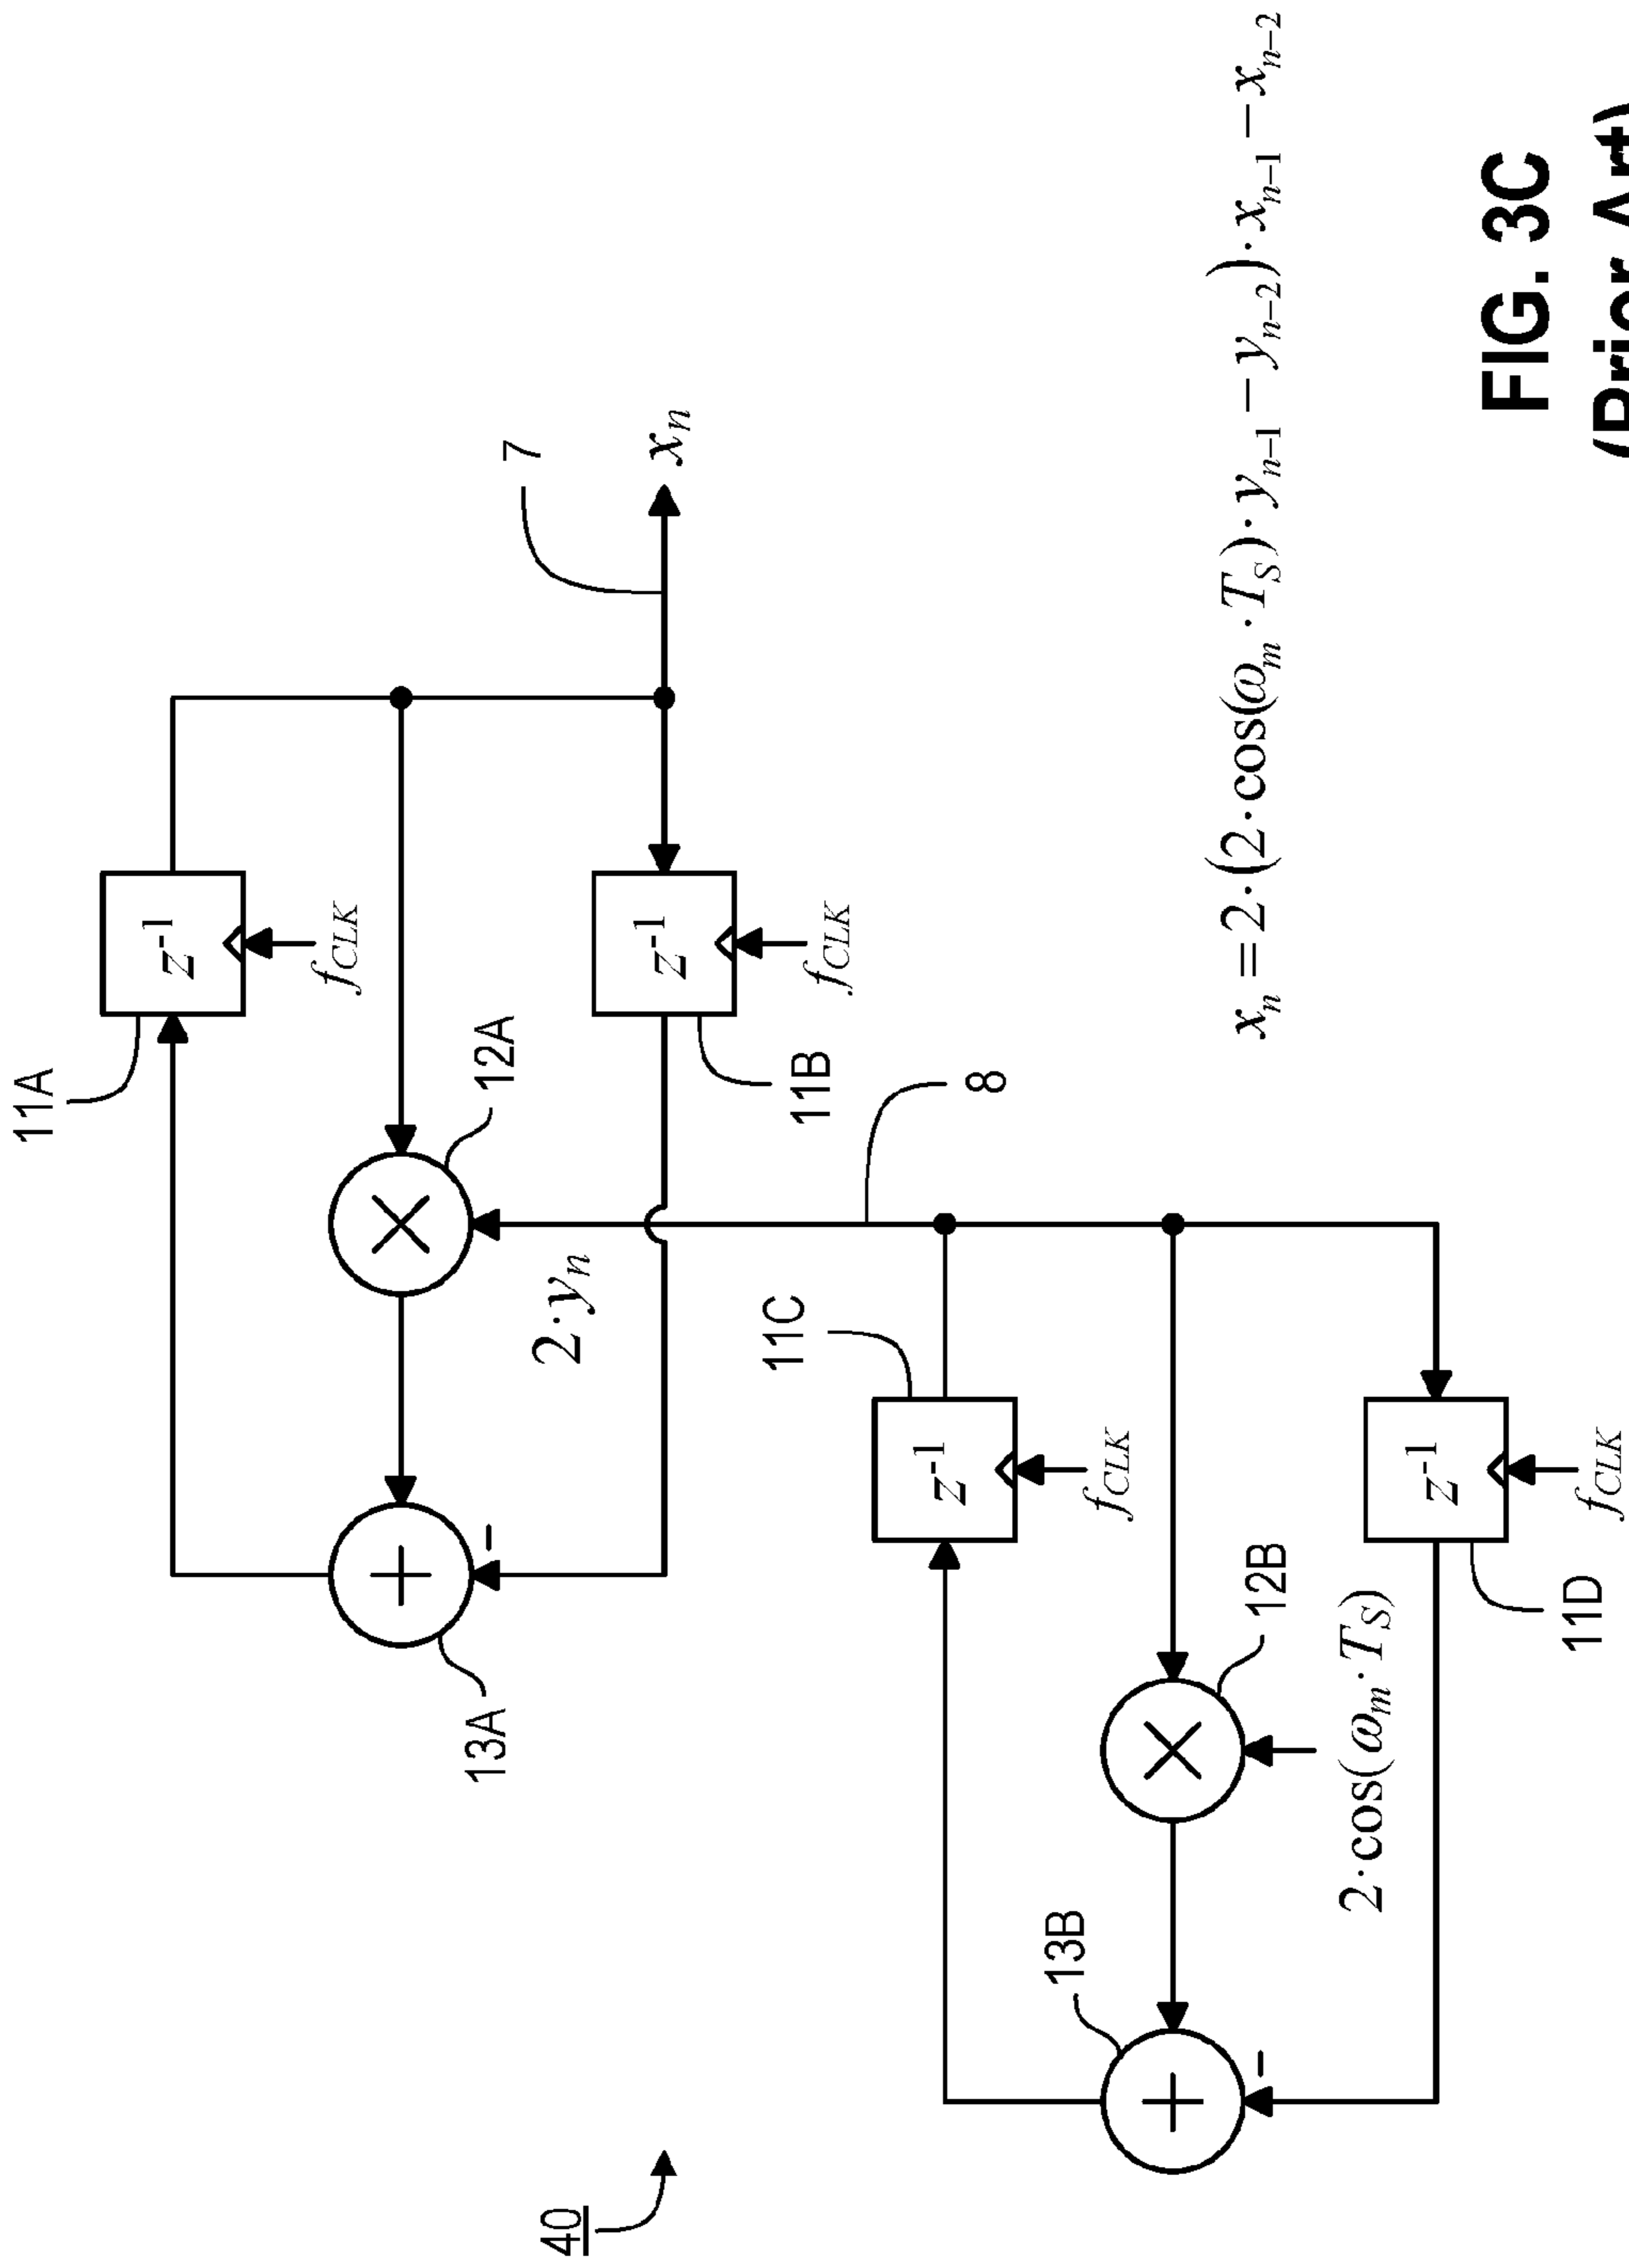 40
11A
z⁻¹
f_CLK
12A
13A
7
x_n
2·y_n
z⁻¹
f_CLK
11B
8
11C
z⁻¹
f_CLK
13B
12B
2·cos(ω_m·T_S)
z⁻¹
f_CLK
11D
x_n = 2·(2·cos(ω_m·T_S)·y_{n−1} − y_{n−2})·x_{n−1} − x_{n−2}
FIG. 3C
(Prior Art)